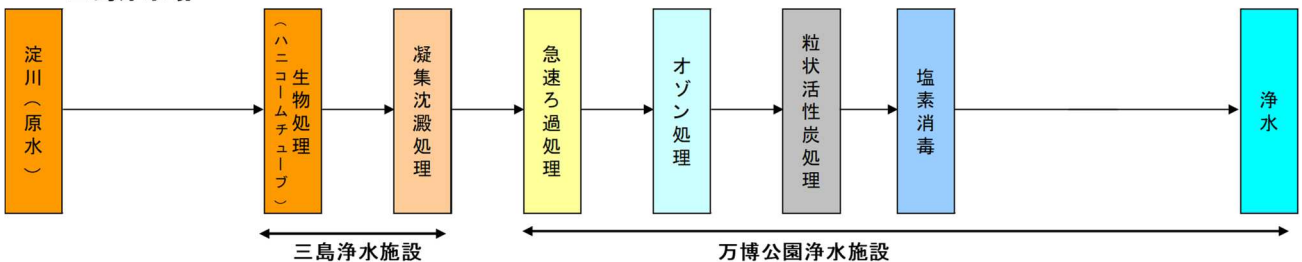 淀川（原水）
生物処理
（ハニコームチューブ）
凝集沈澱処理
急速ろ過処理
オゾン処理
粒状活性炭処理
塩素消毒
浄水
三島浄水施設
万博公園浄水施設